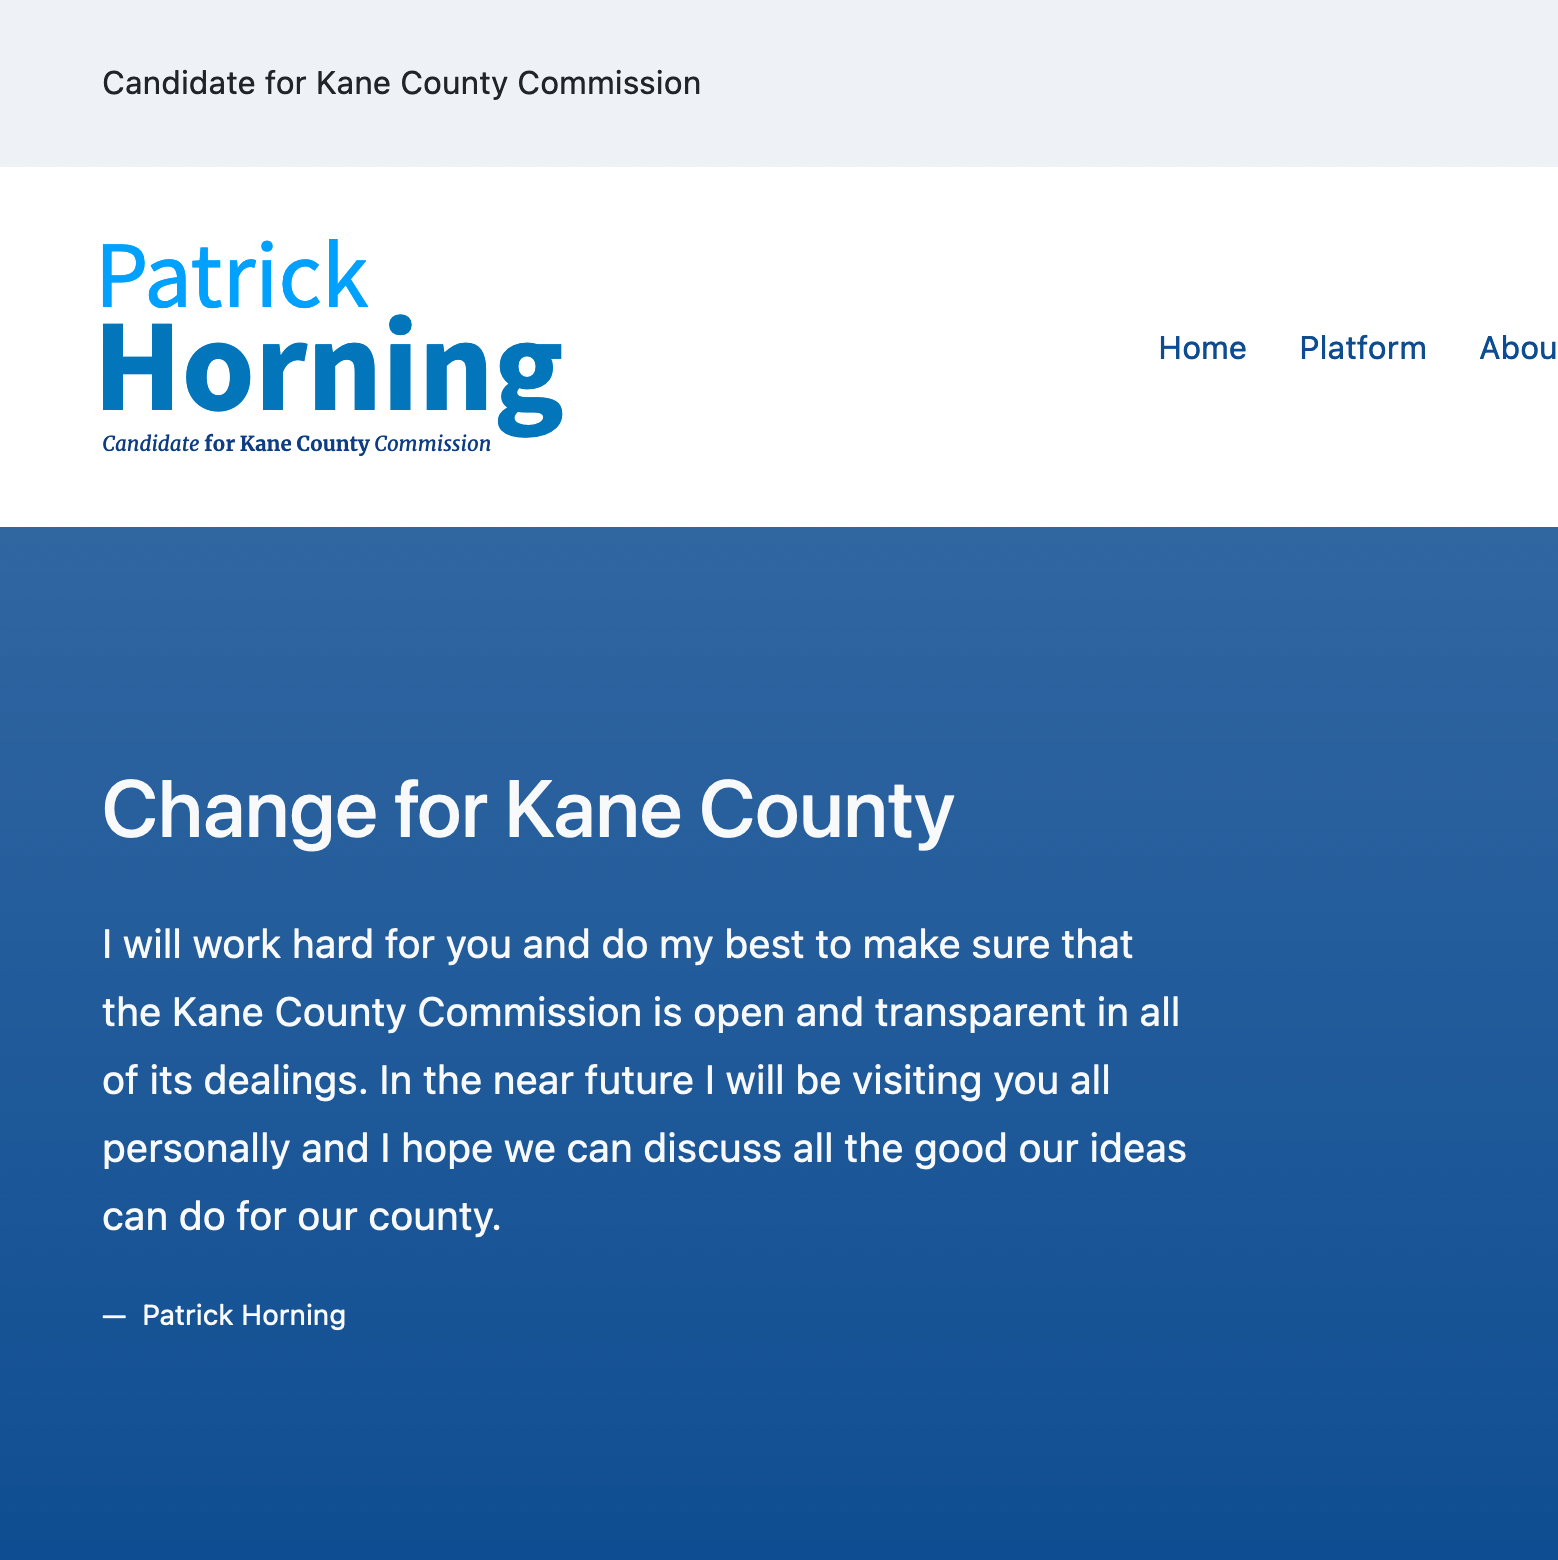 Candidate for Kane County Commission
Patrick
Horning
Candidate for Kane County Commission
Home Platform Abou
Change for Kane County
I will work hard for you and do my best to make sure that
the Kane County Commission is open and transparent in all
of its dealings. In the near future I will be visiting you all
personally and I hope we can discuss all the good our ideas
can do for our county.
— Patrick Horning